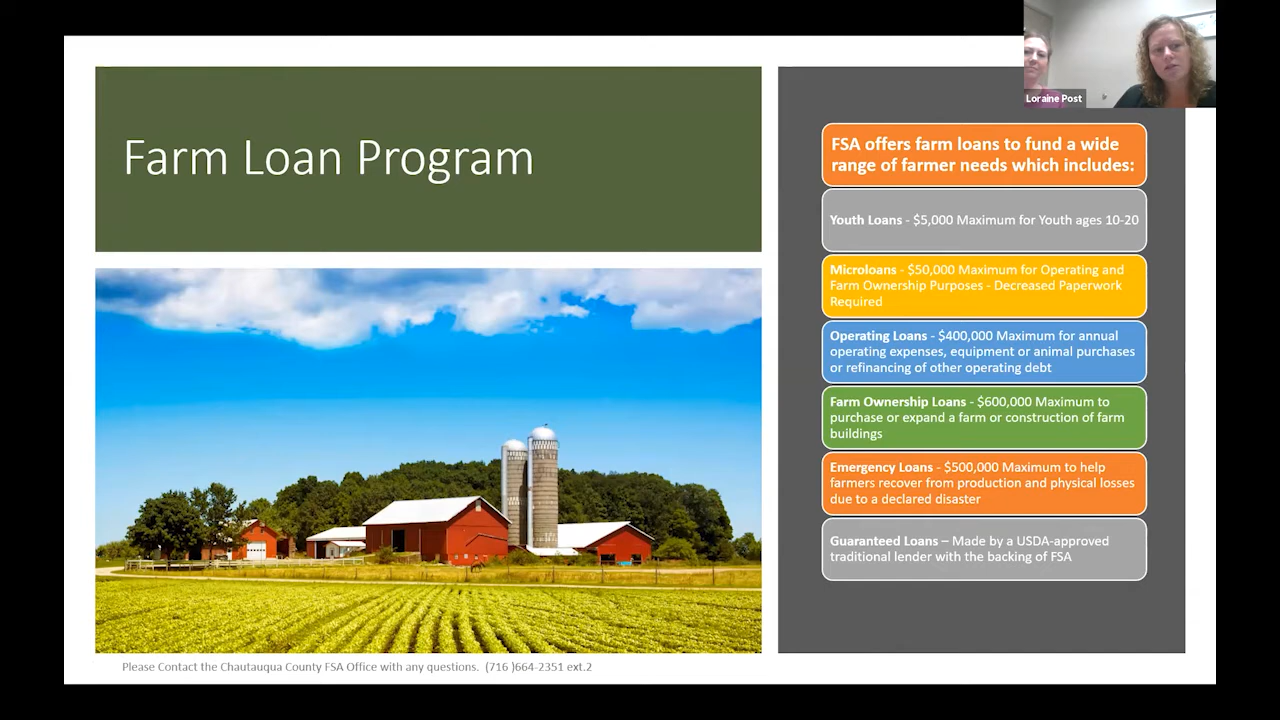 Farm Loan Program
FSA offers farm loans to fund a wide
range of farmer needs which includes:
Youth Loans - $5,000 Maximum for Youth ages 10-20
Microloans - $50,000 Maximum for Operating and
Farm Ownership Purposes - Decreased Paperwork
Required
Operating Loans - $400,000 Maximum for annual
operating expenses, equipment or animal purchases
or refinancing of other operating debt
Farm Ownership Loans - $600,000 Maximum to
purchase or expand a farm or construction of farm
buildings
Emergency Loans - $500,000 Maximum to help
farmers recover from production and physical losses
due to a declared disaster
Guaranteed Loans – Made by a USDA-approved
traditional lender with the backing of FSA
Please Contact the Chautauqua County FSA Office with any questions. (716 )664-2351 ext.2
Loraine Post